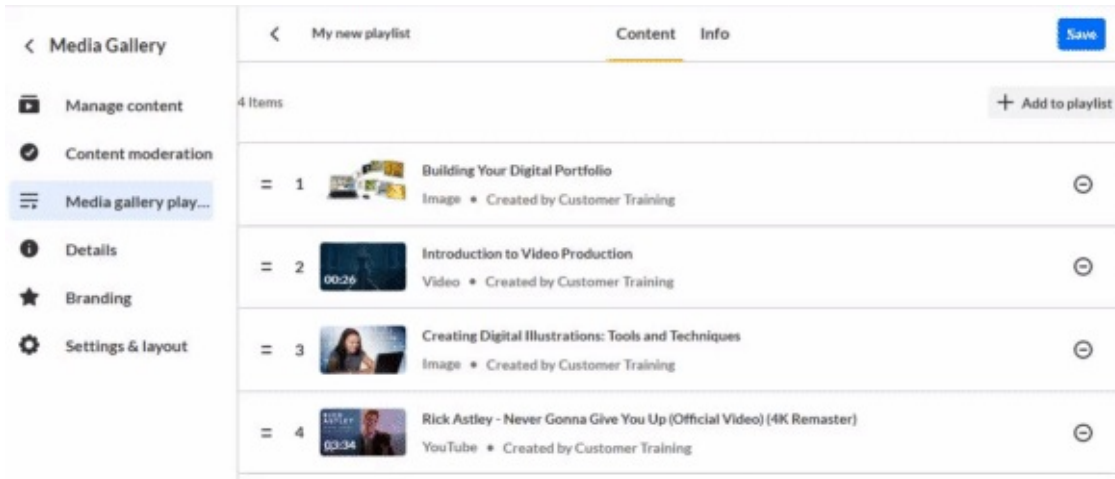 Media Gallery
My new playlist
Content
Info
Save
Manage content
Content moderation
Media gallery play...
Details
Branding
Settings & layout
4 Items
+ Add to playlist
1
Building Your Digital Portfolio
Image • Created by Customer Training
2
00:26
Introduction to Video Production
Video • Created by Customer Training
3
Creating Digital Illustrations: Tools and Techniques
Image • Created by Customer Training
4
RICK
ASTLEY
03:34
Rick Astley - Never Gonna Give You Up (Official Video) (4K Remaster)
YouTube • Created by Customer Training